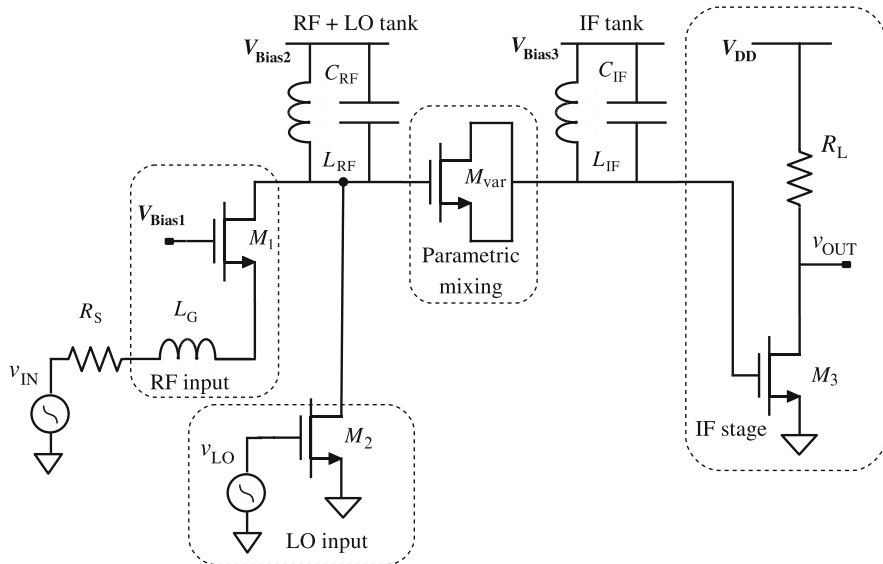 RF + LO tank
IF tank
V_Bias2
C_RF
V_Bias3
C_IF
V_DD
L_RF
M_var
L_IF
R_L
V_Bias1
M_1
Parametric
mixing
v_OUT
R_S
L_G
v_IN
RF input
M_3
v_LO
M_2
IF stage
LO input